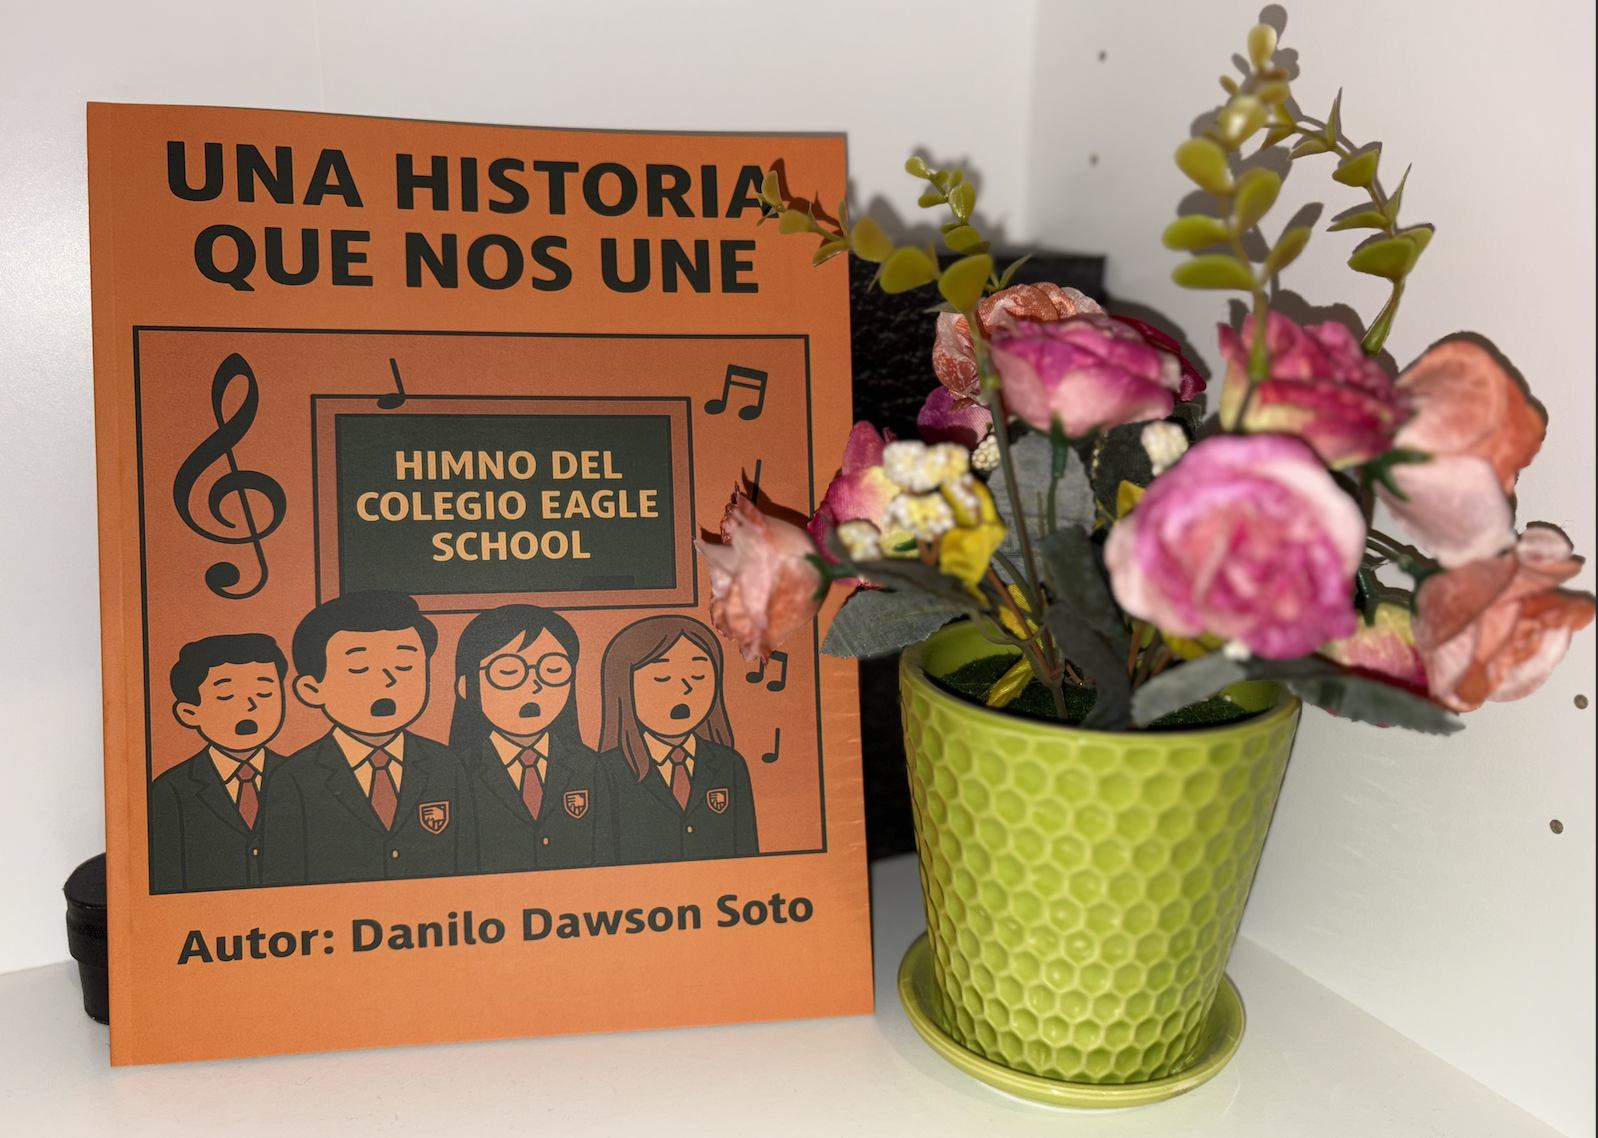 UNA HISTORIA
QUE NOS UNE
HIMNO DEL
COLEGIO EAGLE
SCHOOL
Autor: Danilo Dawson Soto